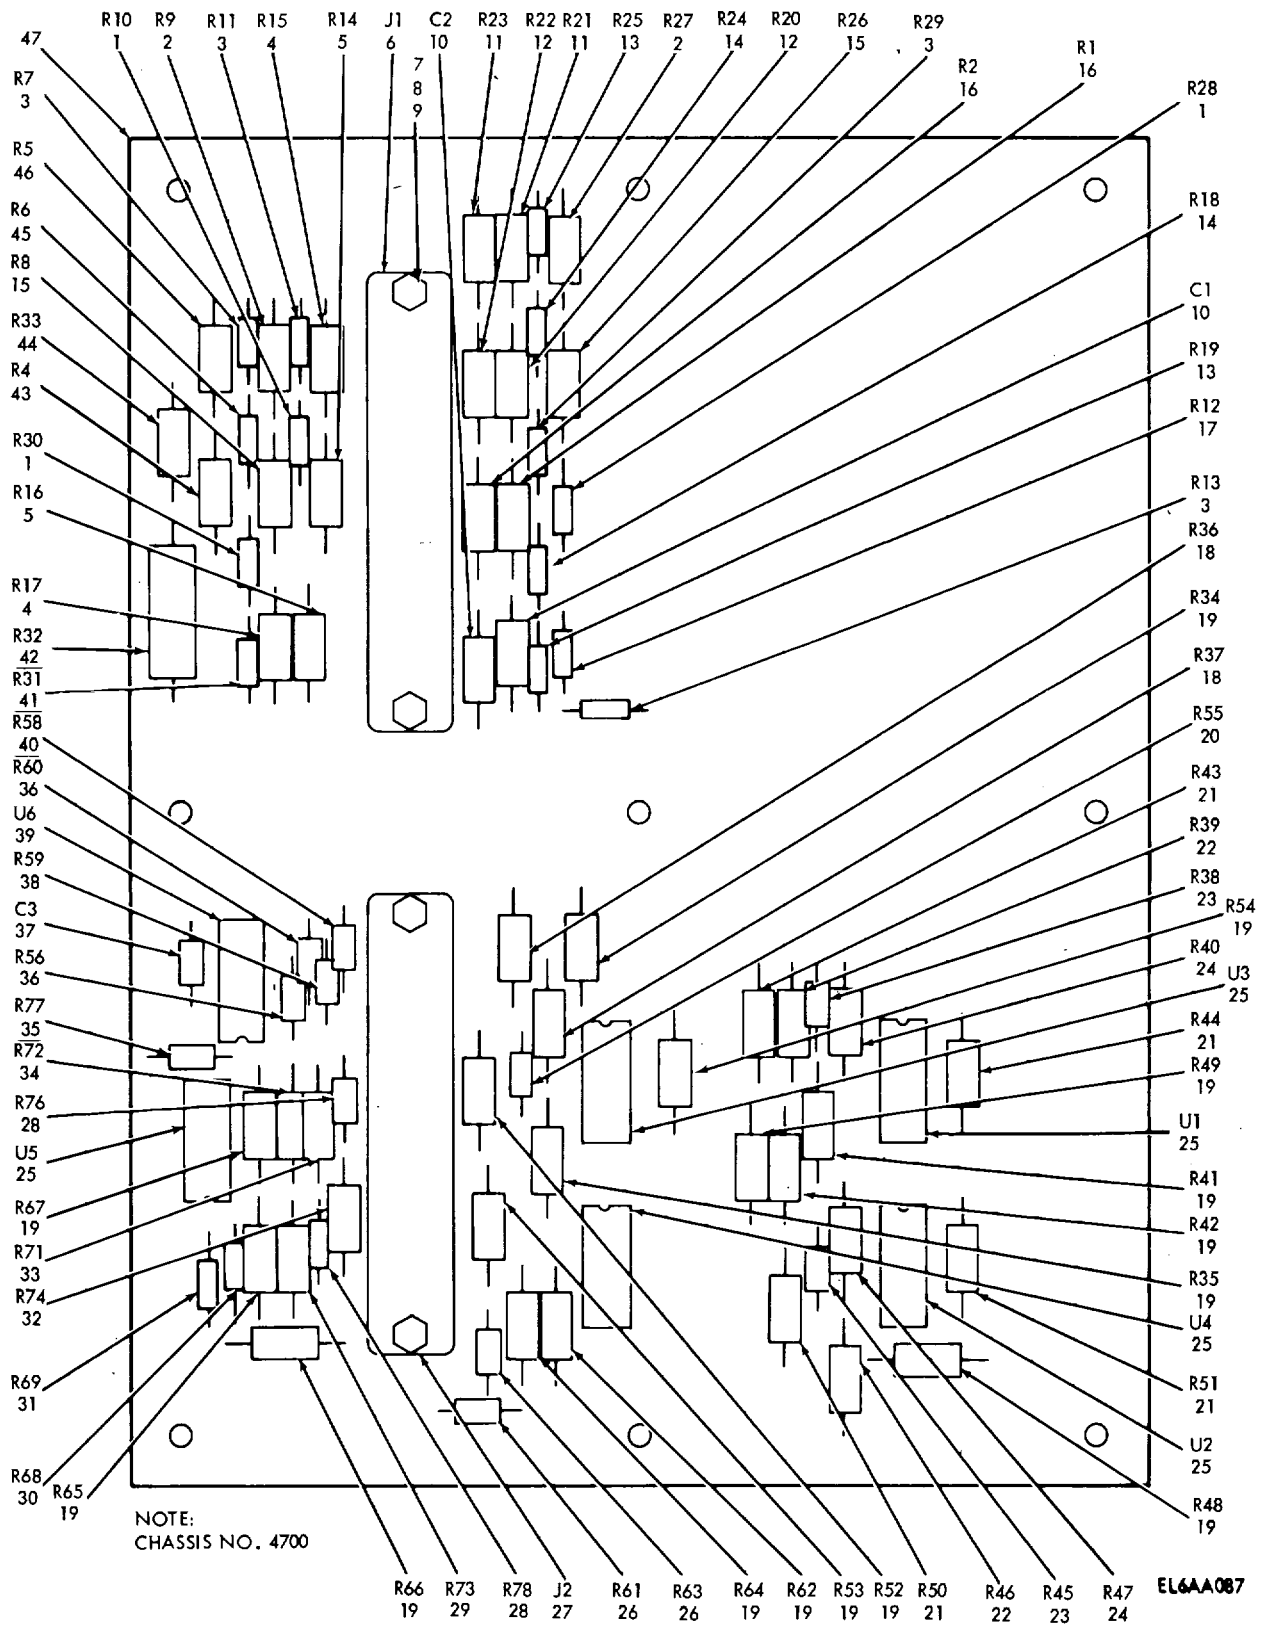 R10 R9 R11 R15 R14 J1 C2 R23 R22 R21 R25 R27 R24 R20 R26 R29
1 2 3 4 5 6 10 11 12 11 13 2 14 12 15 3
47
R1
16
R2
16
7
8
9
R7
3
R28
1
R5
46
R6
45
R8
15
R33
44
R4
43
R30
1
R16
5
R17
4
R32
42
R31
41
R58
40
R60
36
U6
39
R59
38
C3
37
R56
36
R77
35
R72
34
R76
28
U5
25
R67
19
R71
33
R74
32
R69
31
R68
30
R65
19
R18
14
C1
10
R19
13
R12
17
R13
3
R36
18
R34
19
R37
18
R55
20
R43
21
R39
22
R38
23
R54
19
R40
24
U3
25
R44
21
R49
19
U1
25
R41
19
R42
19
R35
19
U4
25
R51
21
U2
25
R48
19
NOTE:
CHASSIS NO. 4700
R66 R73 R78 J2 R61 R63 R64 R62 R53 R52 R50 R46 R45 R47
19 29 28 27 26 26 19 19 19 19 21 22 23 24
EL6AA087